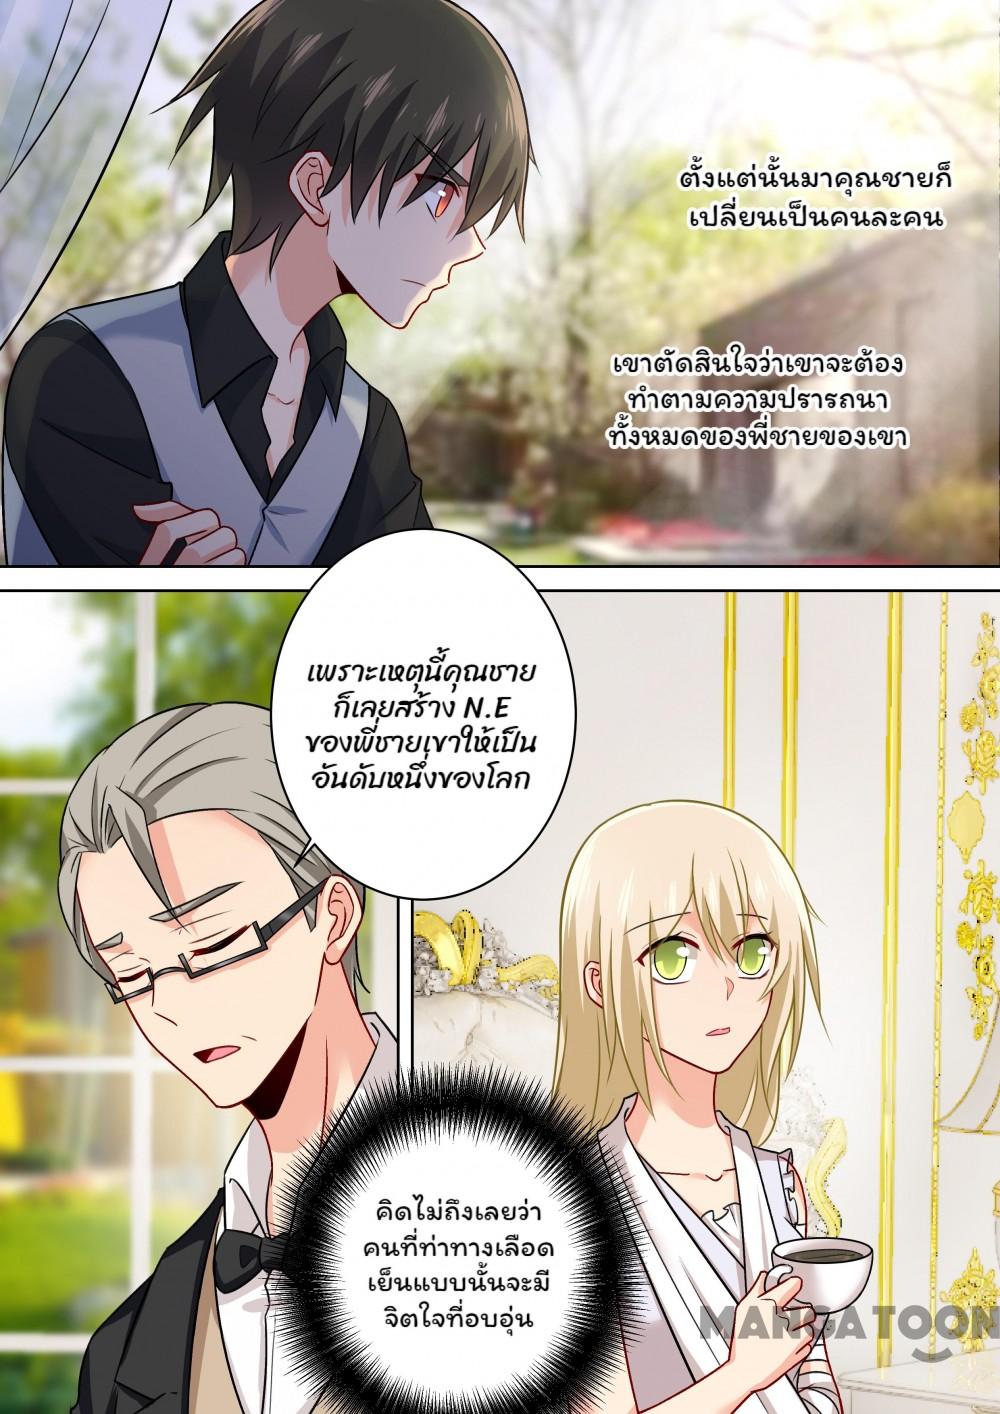 ตั้งแต่นั้นมาคุณชายก็
เปลี่ยนเป็นคนละคน
เขาตัดสินใจว่าเขาจะต้อง
ทำตามความปรารถนา
ทั้งหมดของพี่ชายของเขา
เพราะเหตุนี้คุณชาย
ก็เลยสร้าง N.E
ของพี่ชายเขาให้เป็น
อันดับหนึ่งของโลก
คิดไม่ถึงเลยว่า
คนที่ท่าทางเลือด
เย็นแบบนั้นจะมี
จิตใจที่อบอุ่น
MANGATOON